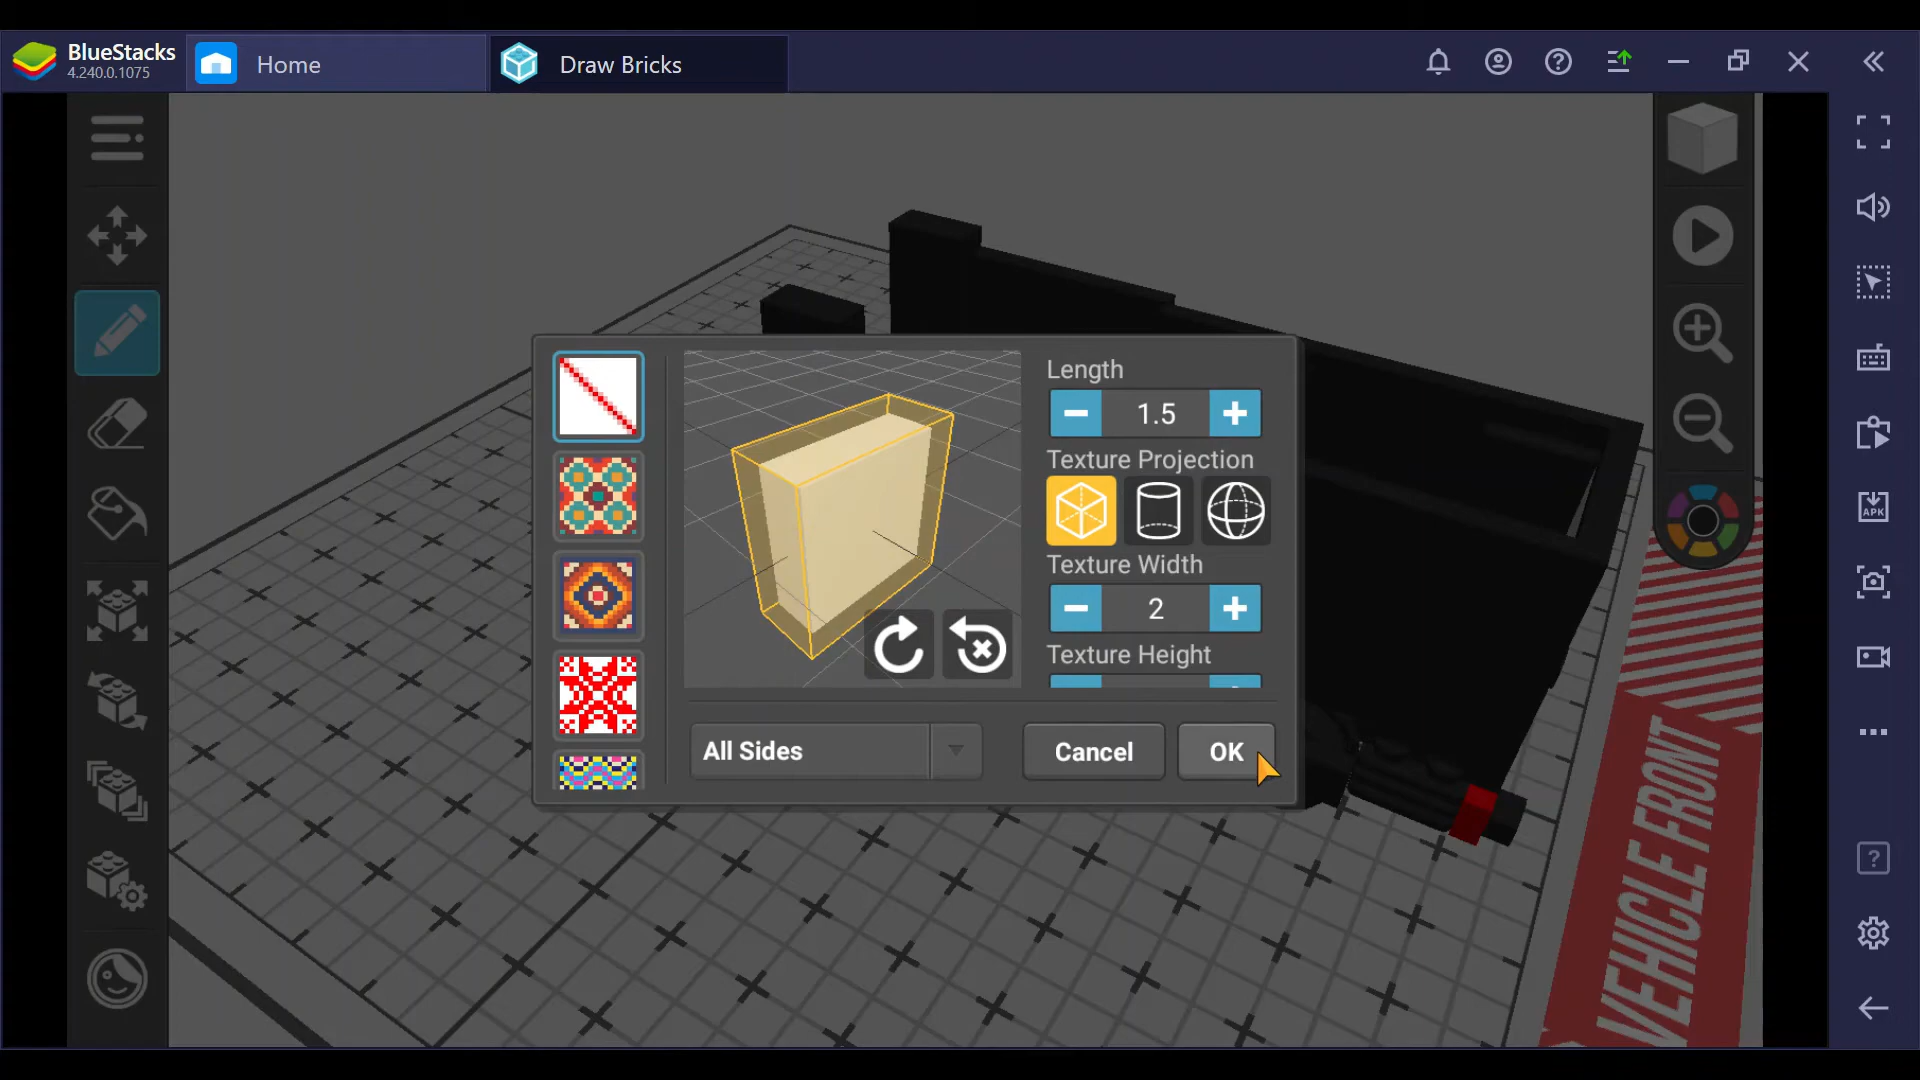 BlueStacks
4.240.0.1075
Home
Draw Bricks
Length
1.5
Texture Projection
Texture Width
2
Texture Height
All Sides
Cancel
OK
VEHICLE FRONT
APK